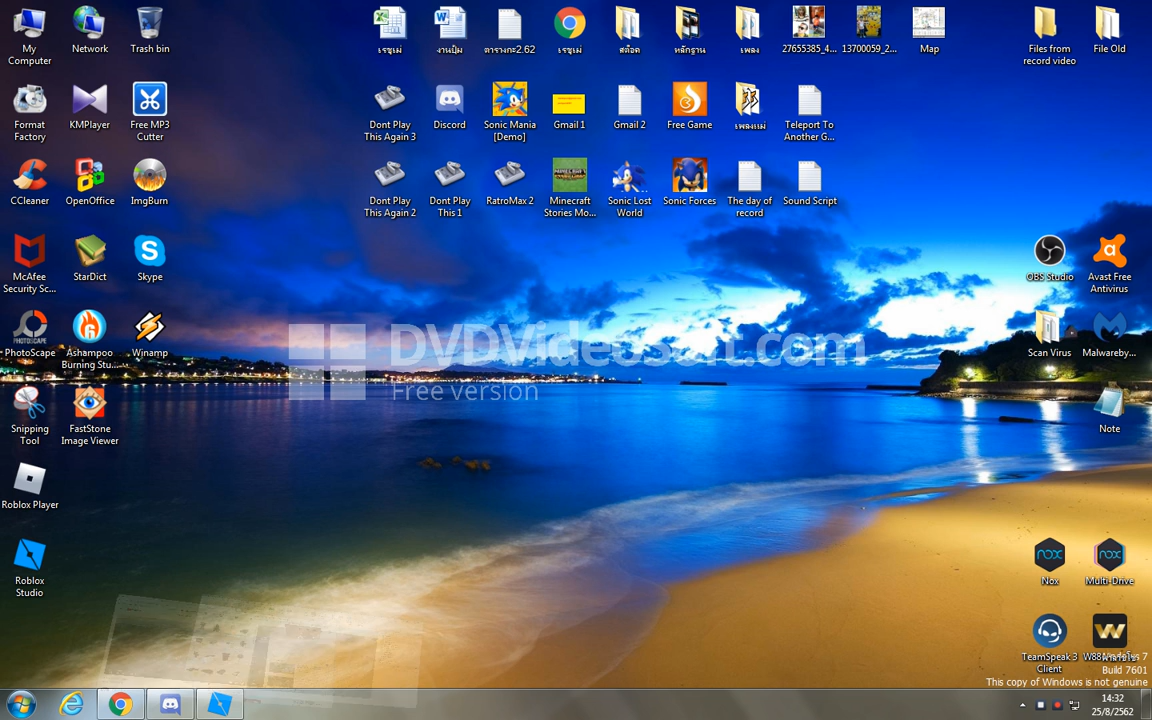 My
Computer
Network
Trash bin
เรซูเม่
งานปั้ม
ตารางกะ2.62
เรซูเม่
สต๊อค
หลักฐาน
เพลง
27655385_4...
13700059_2...
Map
Files from
record video
File Old
Format
Factory
KMPlayer
Free MP3
Cutter
Dont Play
This Again 3
Discord
Sonic Mania
[Demo]
Gmail 1
Gmail 2
Free Game
เพลงแม่
Teleport To
Another G...
CCleaner
OpenOffice
ImgBurn
Dont Play
This Again 2
Dont Play
This 1
RatroMax 2
Minecraft
Stories Mo...
Sonic Lost
World
Sonic Forces
The day of
record
Sound Script
McAfee
Security Sc...
StarDict
Skype
OBS Studio
Avast Free
Antivirus
PHOTOSCAPE
PhotoScape
Ashampoo
Burning Stu...
Winamp
DVDVideoSoft.com
Free version
Scan Virus
Malwareby...
Snipping
Tool
FastStone
Image Viewer
Note
Roblox Player
Roblox
Studio
nox
Nox
nox
Multi-Drive
TeamSpeak 3
Client
Build 7601
This copy of Windows is not genuine
14:32
25/8/2562